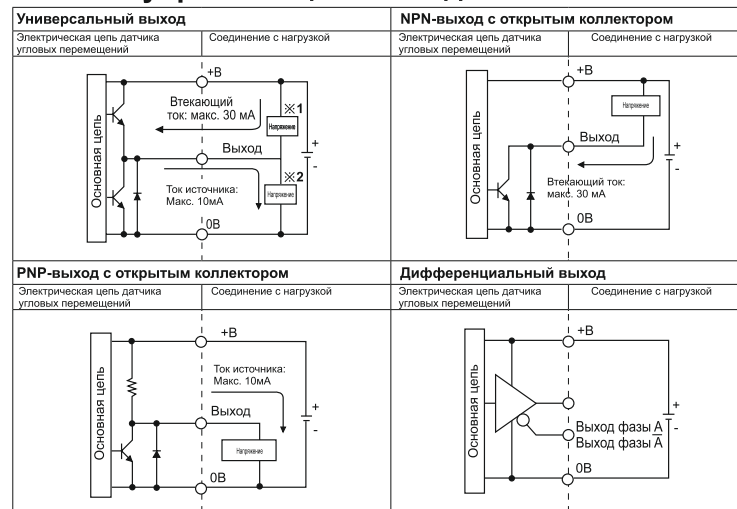 Универсальный выход
Электрическая цепь датчика угловых перемещений
Соединение с нагрузкой
Основная цепь
+В
Втекающий
ток: макс. 30 мА
※1
Напряжение
+
-
Выход
※2
Напряжение
Ток источника:
Макс. 10мА
0В
NPN-выход с открытым коллектором
Электрическая цепь датчика
угловых перемещений
Соединение с нагрузкой
Основная цепь
+В
Напряжение
Выход
+
-
Втекающий ток:
макс. 30 мА
0В
PNP-выход с открытым коллектором
Электрическая цепь датчика
угловых перемещений
Соединение с нагрузкой
Основная цепь
+В
Ток источника:
Макс. 10мА
Выход
+
-
Напряжение
0В
Дифференциальный выход
Электрическая цепь датчика
угловых перемещений
Соединение с нагрузкой
Основная цепь
+В
+
-
Выход фазы A
Выход фазы A̅
0В